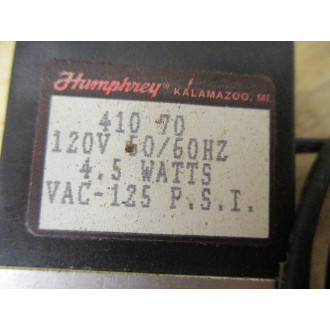 Humphrey® KALAMAZOO, MI
410 70
120V 50/60HZ
4.5 WATTS
VAC-125 P.S.I.